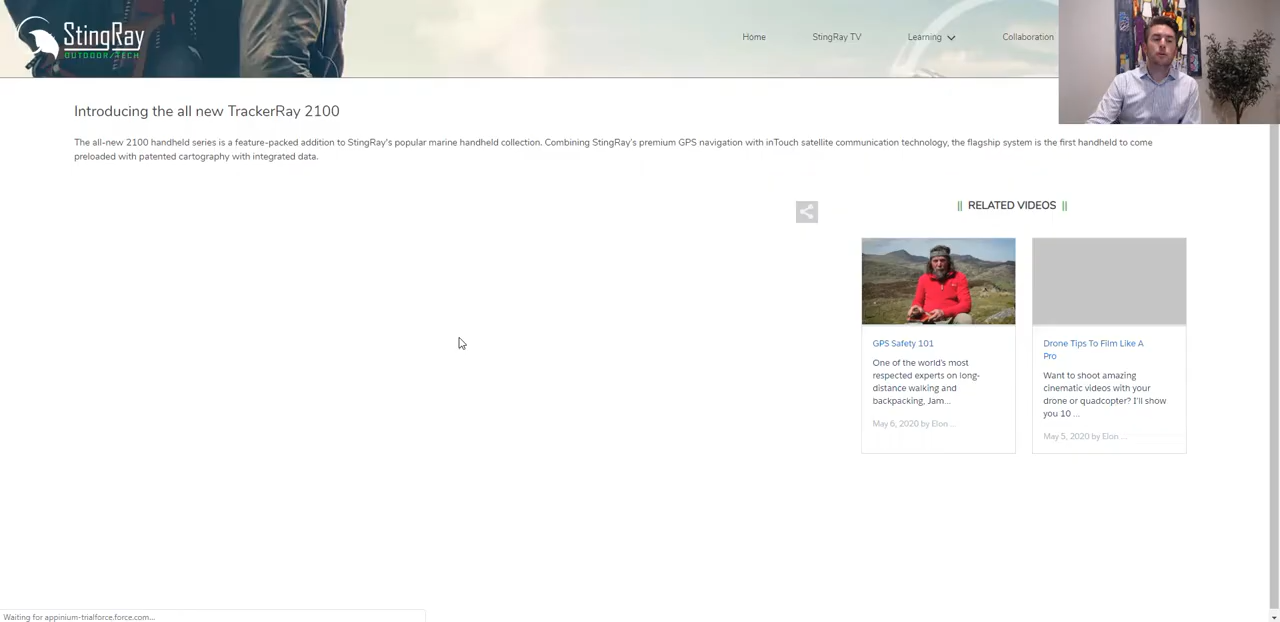 StingRay
OUTDOOR/TECH
Home
StingRay TV
Learning
Collaboration
Introducing the all new TrackerRay 2100
The all-new 2100 handheld series is a feature-packed addition to StingRay's popular marine handheld collection. Combining StingRay's premium GPS navigation with inTouch satellite communication technology, the flagship system is the first handheld to come
preloaded with patented cartography with integrated data.
|| RELATED VIDEOS ||
GPS Safety 101
One of the world's most
respected experts on long-
distance walking and
backpacking, Jam...
May 6, 2020 by Elon ...
Drone Tips To Film Like A
Pro
Want to shoot amazing
cinematic videos with your
drone or quadcopter? I'll show
you 10 ...
May 5, 2020 by Elon ...
Waiting for appinium-trialforce.force.com...